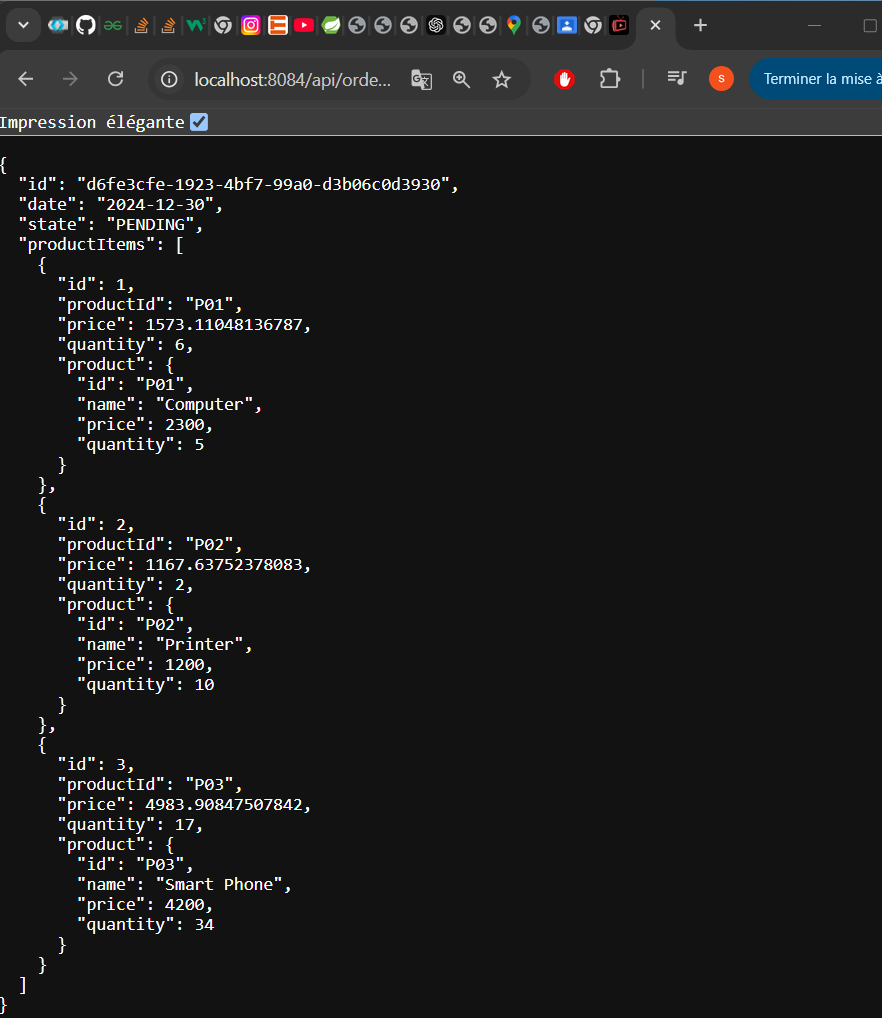 localhost:8084/api/orde...
S
Terminer la mise à
Impression élégante
{
  "id": "d6fe3cfe-1923-4bf7-99a0-d3b06c0d3930",
  "date": "2024-12-30",
  "state": "PENDING",
  "productItems": [
    {
      "id": 1,
      "productId": "P01",
      "price": 1573.11048136787,
      "quantity": 6,
      "product": {
        "id": "P01",
        "name": "Computer",
        "price": 2300,
        "quantity": 5
      }
    },
    {
      "id": 2,
      "productId": "P02",
      "price": 1167.63752378083,
      "quantity": 2,
      "product": {
        "id": "P02",
        "name": "Printer",
        "price": 1200,
        "quantity": 10
      }
    },
    {
      "id": 3,
      "productId": "P03",
      "price": 4983.90847507842,
      "quantity": 17,
      "product": {
        "id": "P03",
        "name": "Smart Phone",
        "price": 4200,
        "quantity": 34
      }
    }
  ]
}